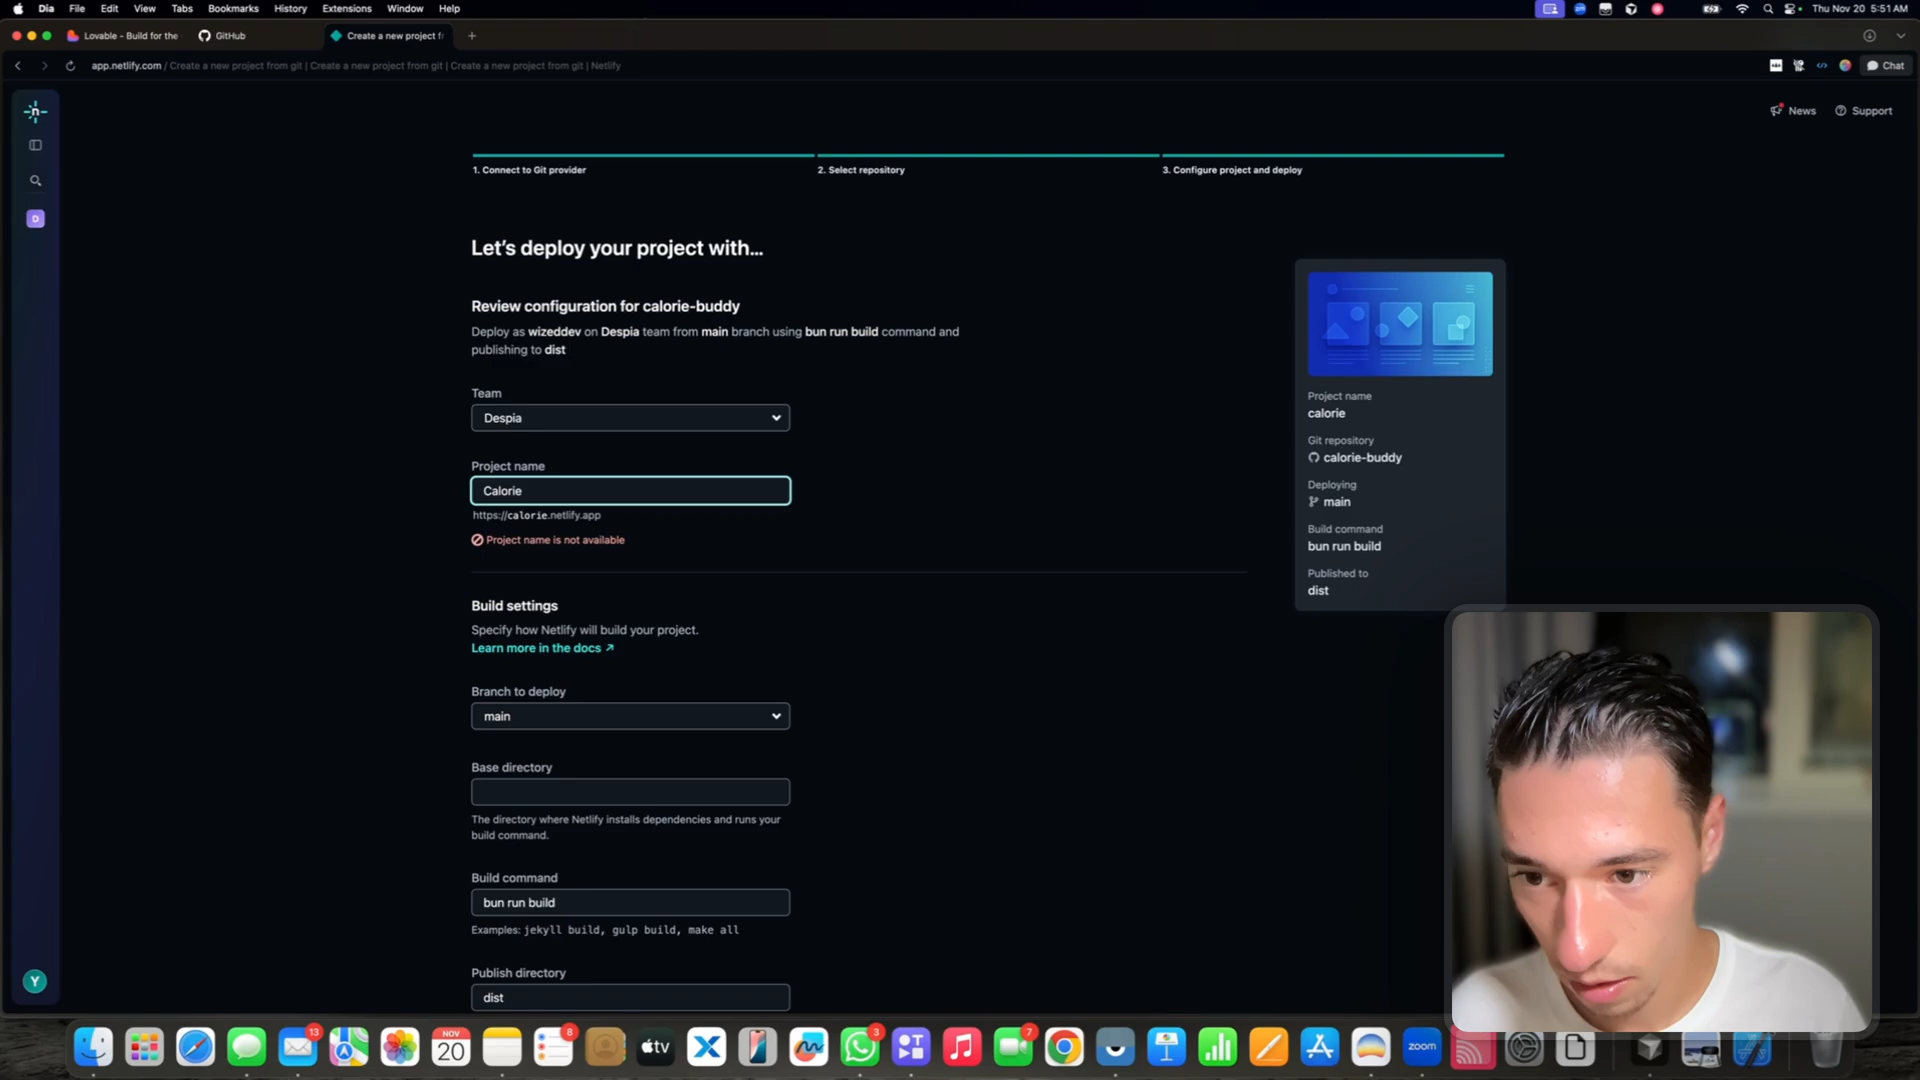 Dia File Edit View Tabs Bookmarks History Extensions Window Help
Thu Nov 20 5:51 AM
Lovable - Build for the
GitHub
Create a new project f
app.netlify.com / Create a new project from git | Create a new project from git | Create a new project from git | Netlify
Chat
News
Support
D
1. Connect to Git provider
2. Select repository
3. Configure project and deploy
Let's deploy your project with…
Review configuration for calorie-buddy
Deploy as wizeddev on Despia team from main branch using bun run build command and
publishing to dist
Team
Despia
Project name
Calorie
https://calorie.netlify.app
Project name is not available
Build settings
Specify how Netlify will build your project.
Learn more in the docs ↗
Branch to deploy
main
Base directory
The directory where Netlify installs dependencies and runs your
build command.
Build command
bun run build
Examples: jekyll build, gulp build, make all
Publish directory
dist
Project name
calorie
Git repository
calorie-buddy
Deploying
main
Build command
bun run build
Published to
dist
Y
13
NOV
20
8
tv
3
7
zoom